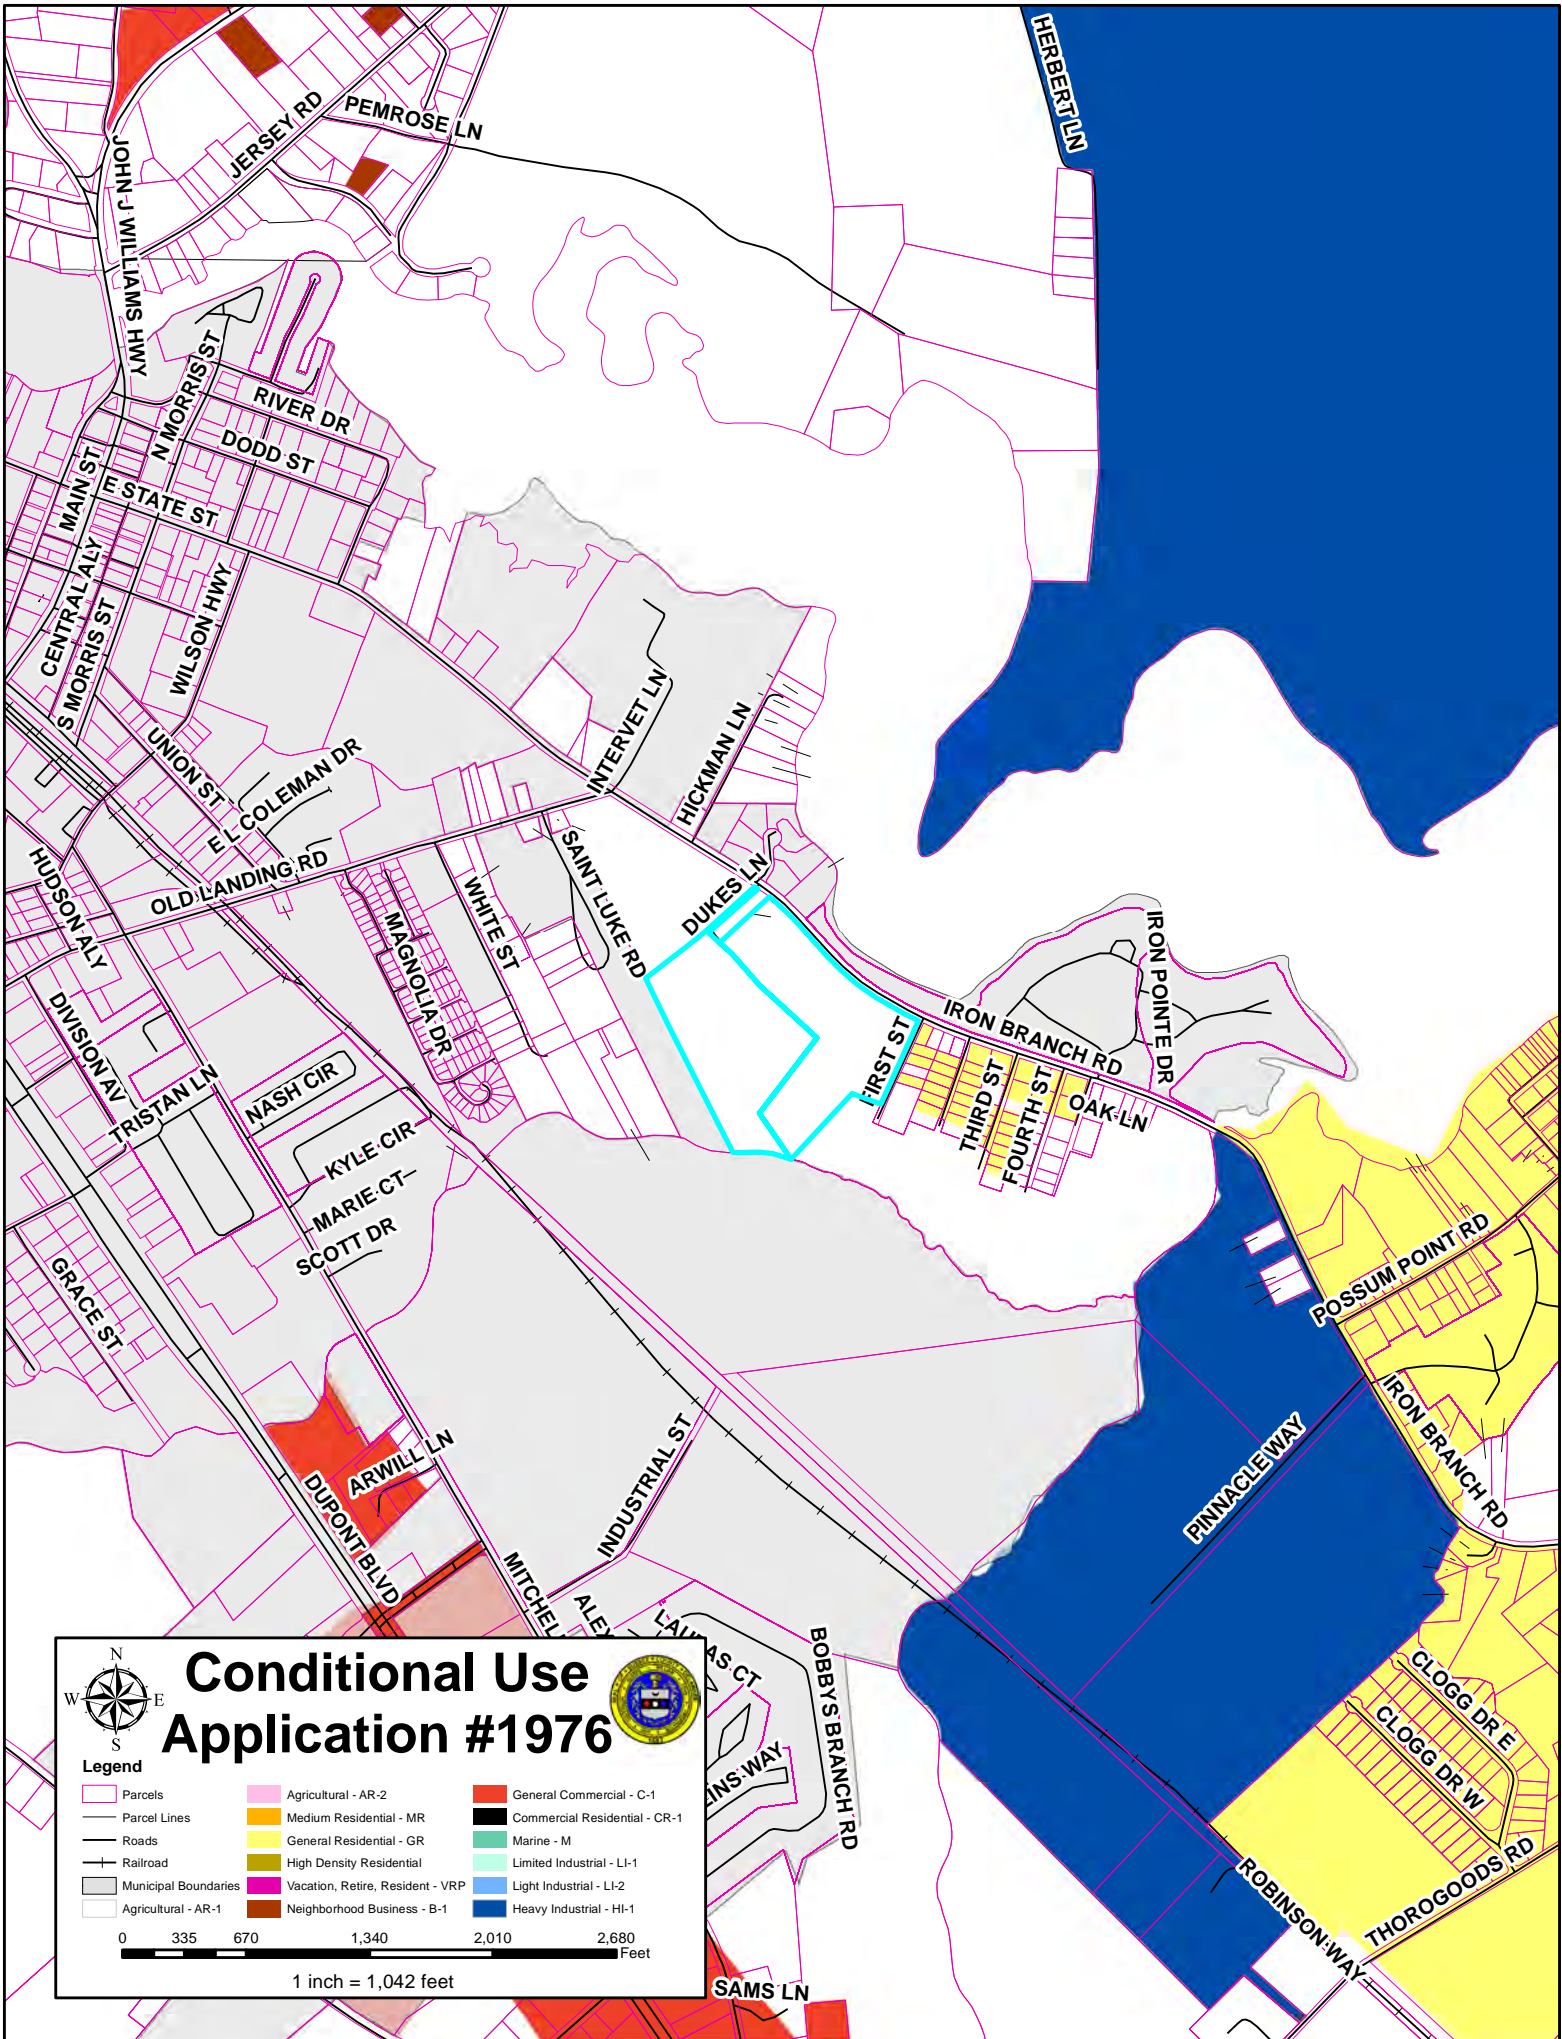 HERBERT LN
PEMROSE LN
JERSEY RD
JOHN J WILLIAMS HWY
N MORRIS ST
RIVER DR
DODD ST
MAIN ST
E STATE ST
CENTRAL ALY
S MORRIS ST
WILSON HWY
INTERVET LN
HICKMAN LN
UNION ST
E L COLEMAN DR
OLD LANDING RD
HUDSON ALY
SAINT LUKE RD
DUKES LN
WHITE ST
MAGNOLIA DR
IRON POINTE DR
IRON BRANCH RD
FIRST ST
THIRD ST
FOURTH ST
OAK LN
DIVISION AV
TRISTAN LN
NASH CIR
KYLE CIR
MARIE CT
SCOTT DR
GRACE ST
POSSUM POINT RD
IRON BRANCH RD
PINNACLE WAY
ARWILL LN
INDUSTRIAL ST
DUPONT BLVD
MITCHEL
ALEX
CT
BOBBYS BRANCH RD
LINS WAY
CLOGG DR E
CLOGG DR W
ROBINSON WAY
THOROGOODS RD
SAMS LN
N
W E
S
Conditional Use
Application #1976
Legend
Parcels
Parcel Lines
Roads
Railroad
Municipal Boundaries
Agricultural - AR-1
Agricultural - AR-2
Medium Residential - MR
General Residential - GR
High Density Residential
Vacation, Retire, Resident - VRP
Neighborhood Business - B-1
General Commercial - C-1
Commercial Residential - CR-1
Marine - M
Limited Industrial - LI-1
Light Industrial - LI-2
Heavy Industrial - HI-1
0 335 670 1,340 2,010 2,680
Feet
1 inch = 1,042 feet